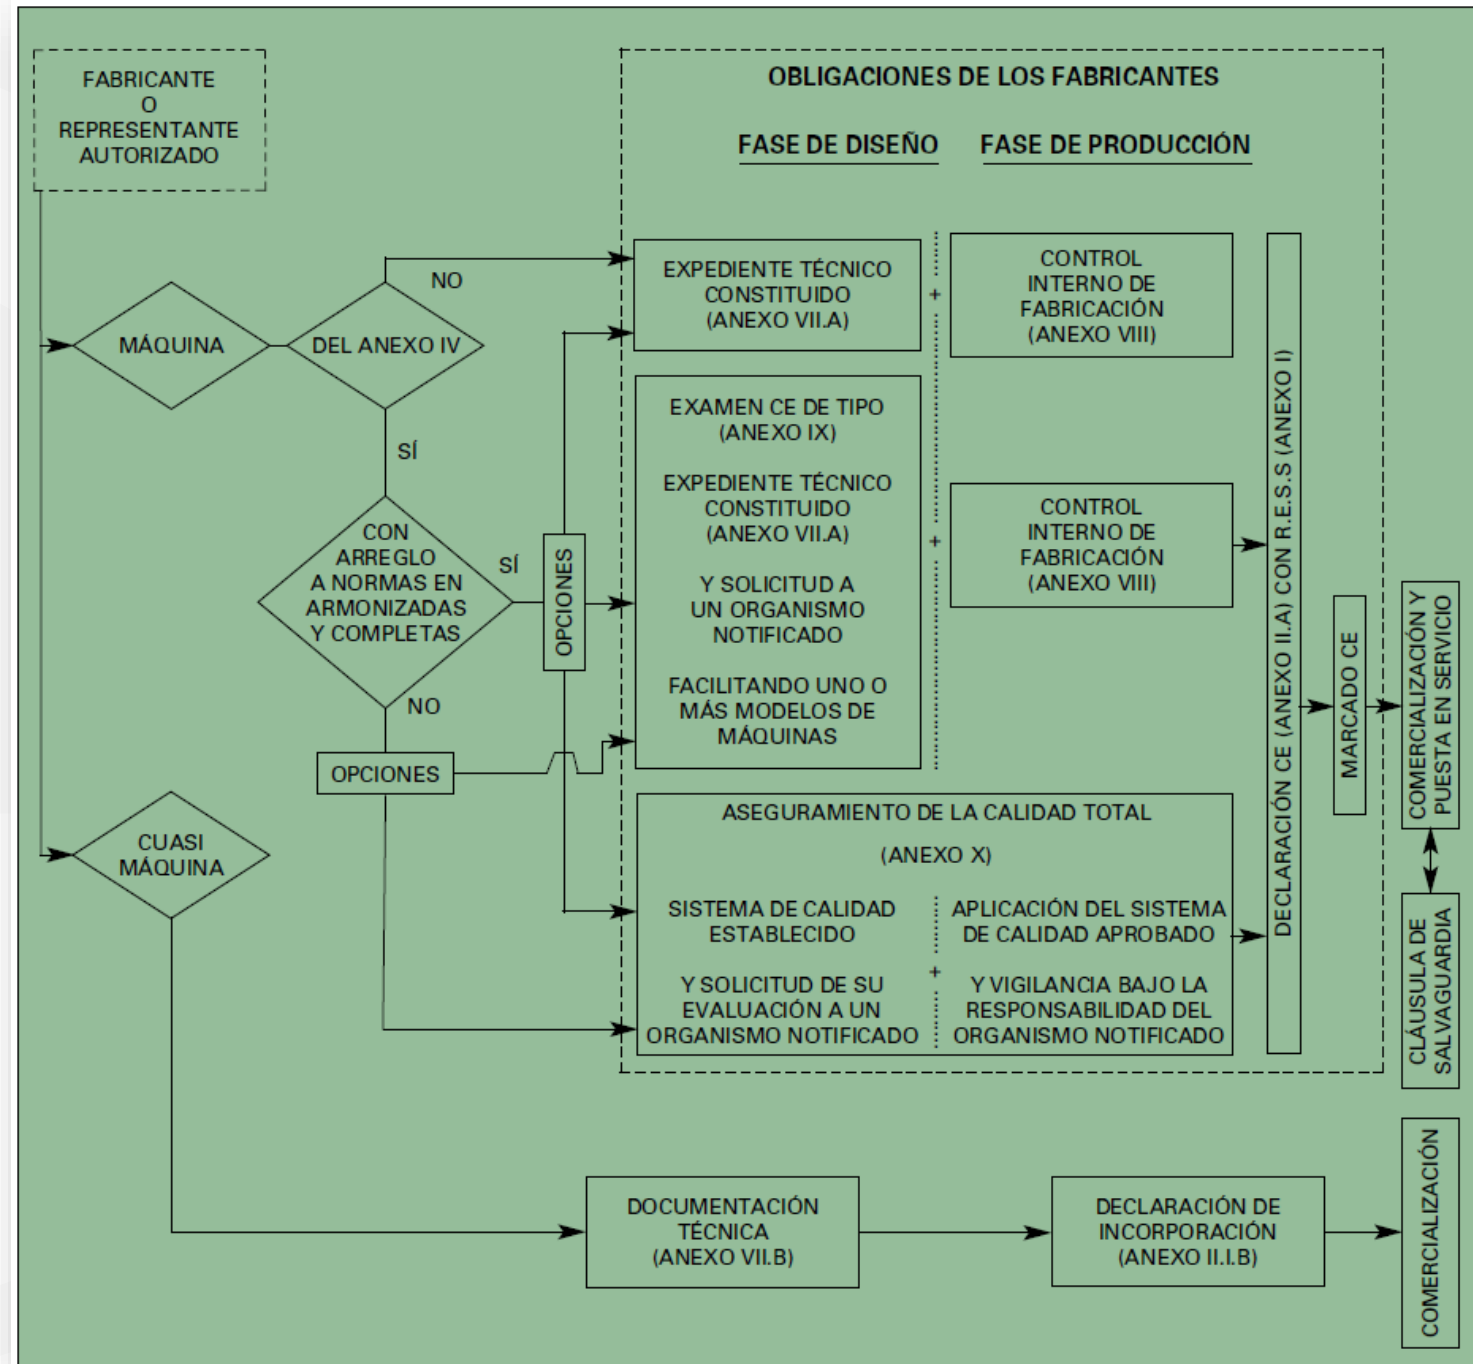 FABRICANTE
O
REPRESENTANTE
AUTORIZADO
OBLIGACIONES DE LOS FABRICANTES
FASE DE DISEÑO
FASE DE PRODUCCIÓN
MÁQUINA
DEL ANEXO IV
NO
SÍ
CON
ARREGLO
A NORMAS EN
ARMONIZADAS
Y COMPLETAS
SÍ
NO
OPCIONES
OPCIONES
EXPEDIENTE TÉCNICO
CONSTITUIDO
(ANEXO VII.A)
+
CONTROL
INTERNO DE
FABRICACIÓN
(ANEXO VIII)
EXAMEN CE DE TIPO
(ANEXO IX)
EXPEDIENTE TÉCNICO
CONSTITUIDO
(ANEXO VII.A)
Y SOLICITUD A
UN ORGANISMO
NOTIFICADO
FACILITANDO UNO O
MÁS MODELOS DE
MÁQUINAS
+
CONTROL
INTERNO DE
FABRICACIÓN
(ANEXO VIII)
ASEGURAMIENTO DE LA CALIDAD TOTAL
(ANEXO X)
SISTEMA DE CALIDAD
ESTABLECIDO
Y SOLICITUD DE SU
EVALUACIÓN A UN
ORGANISMO NOTIFICADO
+
APLICACIÓN DEL SISTEMA
DE CALIDAD APROBADO
Y VIGILANCIA BAJO LA
RESPONSABILIDAD DEL
ORGANISMO NOTIFICADO
DECLARACIÓN CE (ANEXO II.A) CON R.E.S.S (ANEXO I)
MARCADO CE
COMERCIALIZACIÓN Y
PUESTA EN SERVICIO
CLÁUSULA DE
SALVAGUARDIA
CUASI
MÁQUINA
DOCUMENTACIÓN
TÉCNICA
(ANEXO VII.B)
DECLARACIÓN DE
INCORPORACIÓN
(ANEXO II.I.B)
COMERCIALIZACIÓN